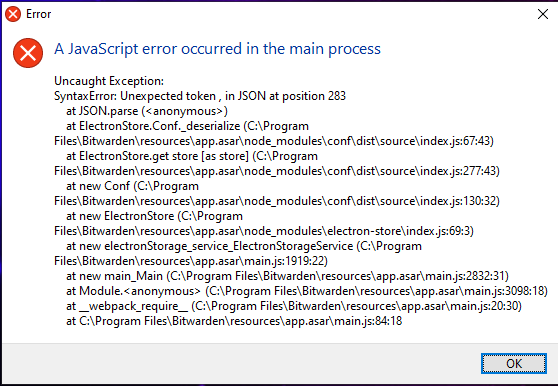 Error
A JavaScript error occurred in the main process
Uncaught Exception:
SyntaxError: Unexpected token , in JSON at position 283
at JSON.parse (<anonymous>)
at ElectronStore.Conf._deserialize (C:\Program
Files\Bitwarden\resources\app.asar\node_modules\conf\dist\source\index.js:67:43)
at ElectronStore.get store [as store] (C:\Program
Files\Bitwarden\resources\app.asar\node_modules\conf\dist\source\index.js:277:43)
at new Conf (C:\Program
Files\Bitwarden\resources\app.asar\node_modules\conf\dist\source\index.js:130:32)
at new ElectronStore (C:\Program
Files\Bitwarden\resources\app.asar\node_modules\electron-store\index.js:69:3)
at new electronStorage_service_ElectronStorageService (C:\Program
Files\Bitwarden\resources\app.asar\main.js:1919:22)
at new main_Main (C:\Program Files\Bitwarden\resources\app.asar\main.js:2832:31)
at Module.<anonymous> (C:\Program Files\Bitwarden\resources\app.asar\main.js:3098:18)
at __webpack_require__ (C:\Program Files\Bitwarden\resources\app.asar\main.js:20:30)
at C:\Program Files\Bitwarden\resources\app.asar\main.js:84:18
OK